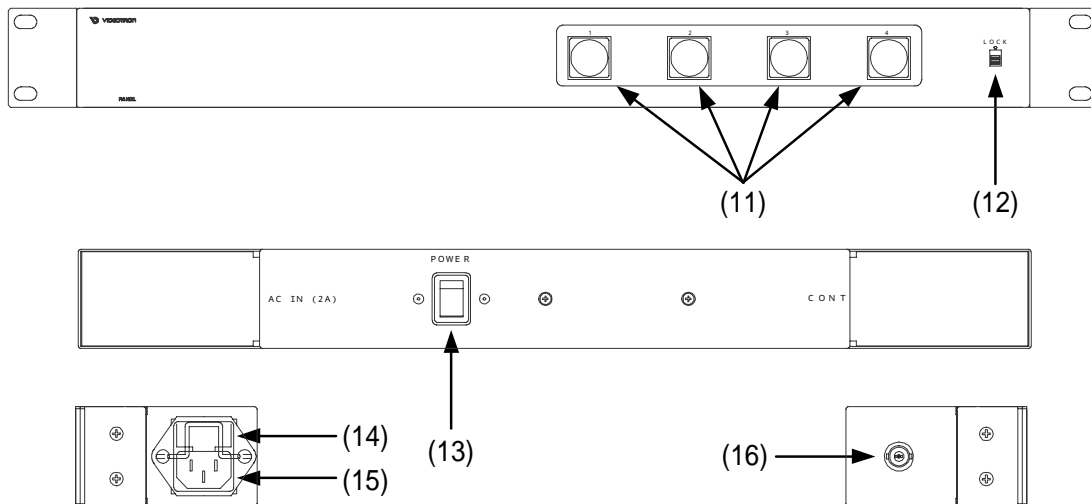 VIDEOTRON
1 2 3 4
LOCK
PANEL
(11)
(12)
POWER
AC IN (2A)
CONT
(13)
(14)
(15)
(16)